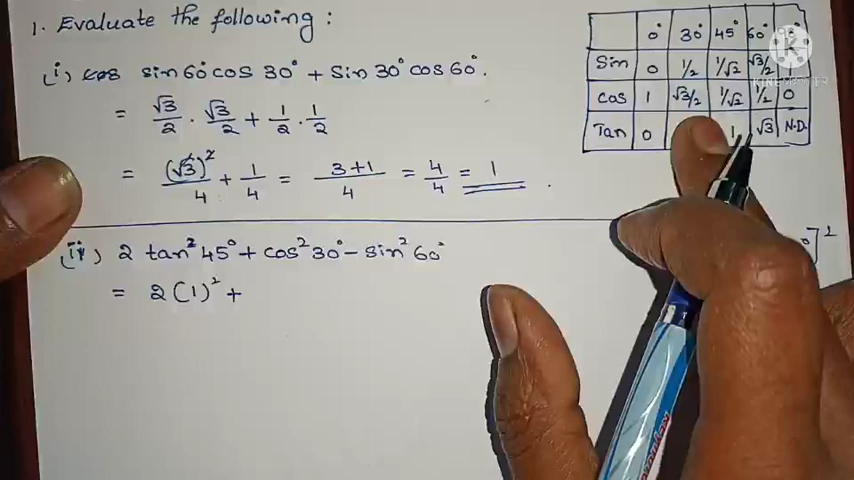 1. Evaluate the following :
(i) cos sin 60° cos 30° + Sin 30° cos 60°.
= √3/2 . √3/2 + 1/2 . 1/2
= (√3)²/4 + 1/4 = 3+1/4 = 4/4 = 1
(ii) 2 tan² 45° + cos² 30° - sin² 60°
= 2 (1)² +
0° 30° 45° 60°
Sin 0 1/2 1/√2 √3/2
cos 1 √3/2 1/√2 1/2 0
Tan 0 1 √3 N.D.
KINEMASTER